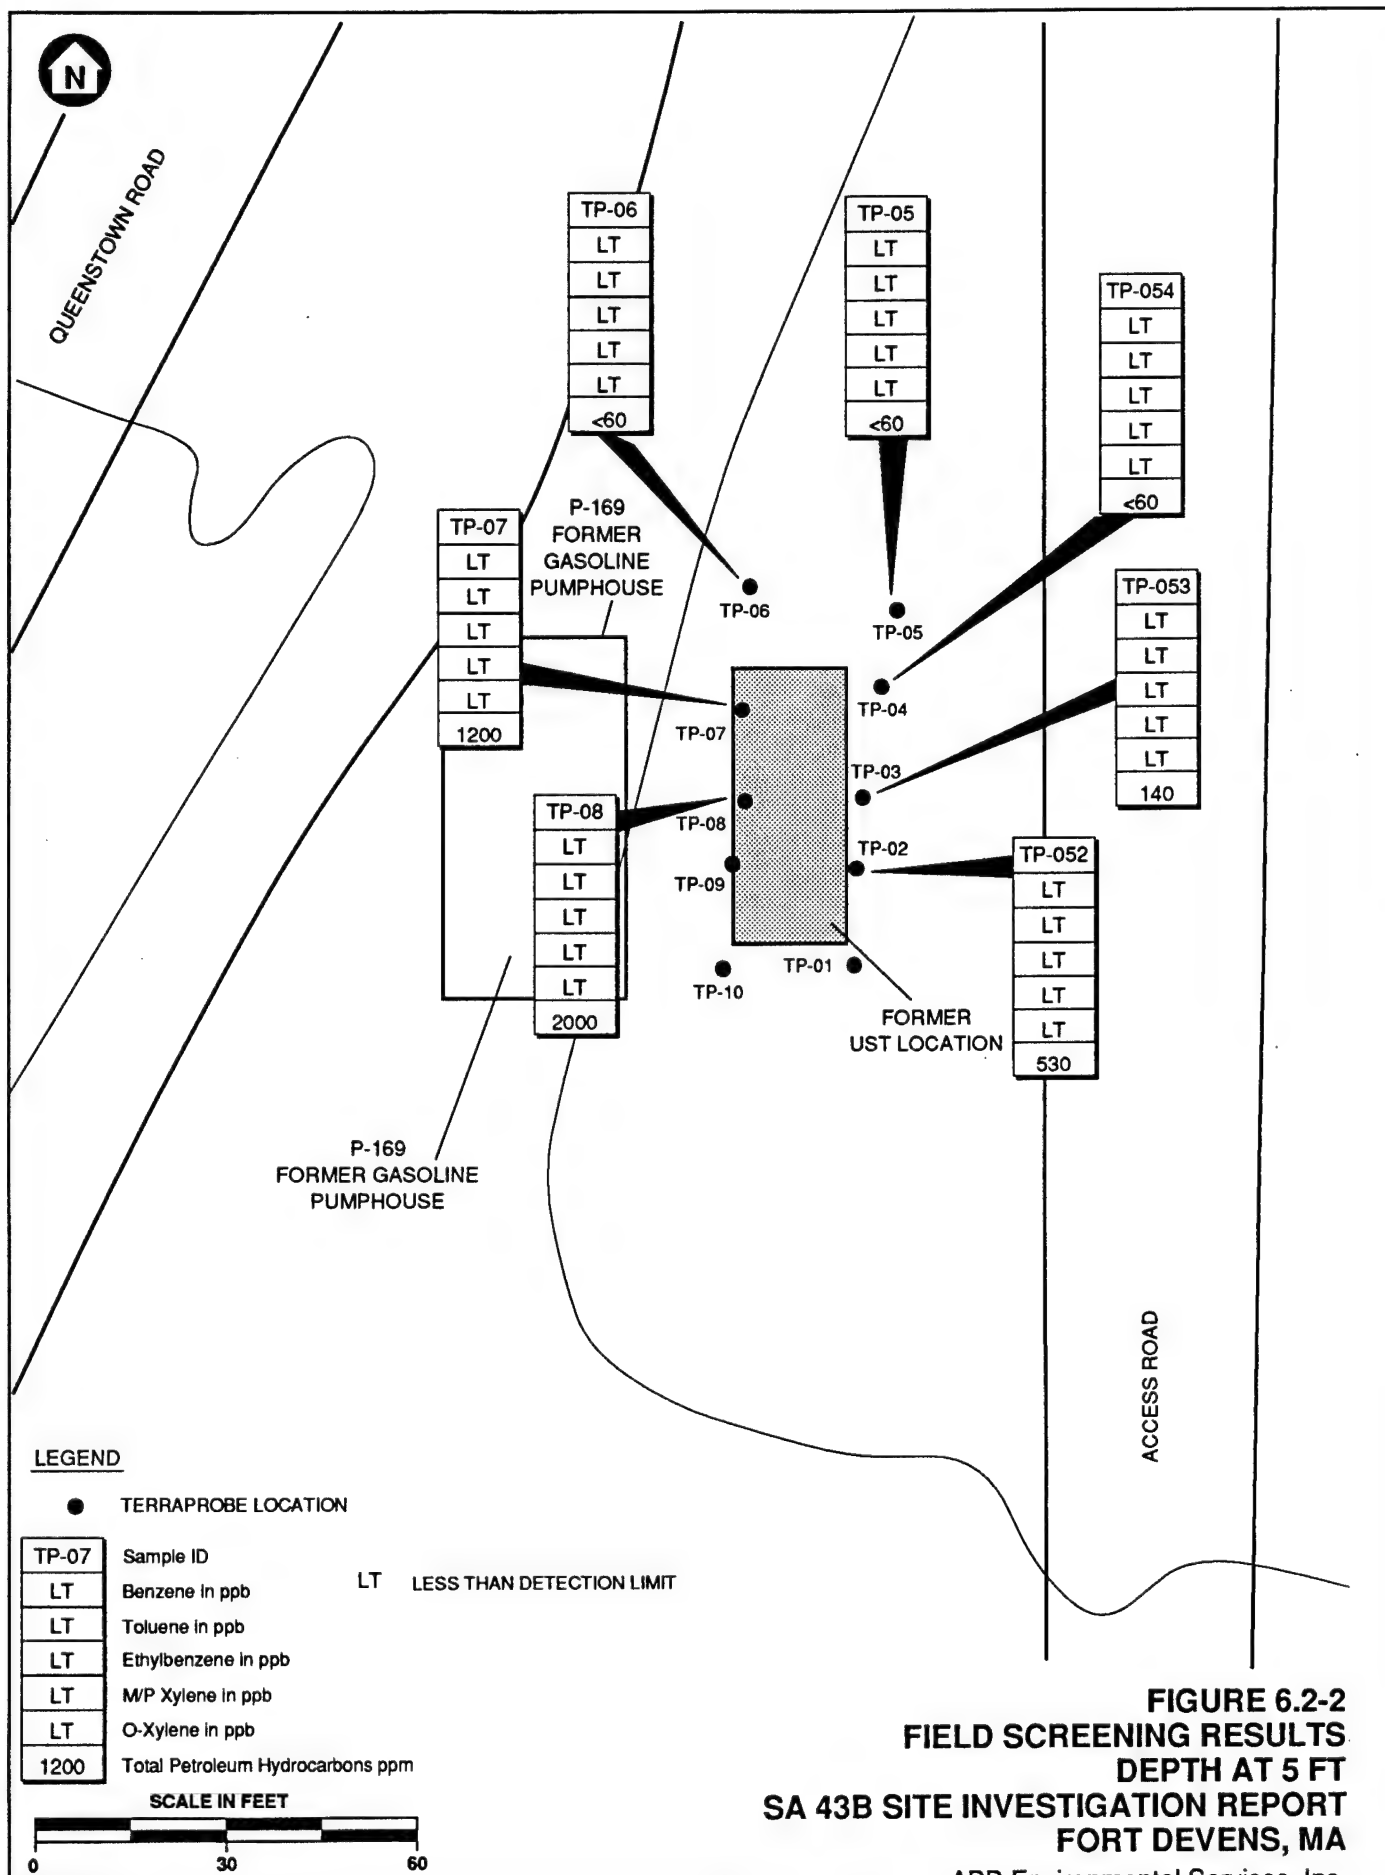 N
QUEENSTOWN ROAD
TP-06
LT
LT
LT
LT
LT
<60
TP-05
LT
LT
LT
LT
LT
<60
TP-054
LT
LT
LT
LT
LT
<60
TP-07
LT
LT
LT
LT
LT
1200
P-169
FORMER
GASOLINE
PUMPHOUSE
TP-053
LT
LT
LT
LT
LT
140
TP-08
LT
LT
LT
LT
LT
2000
TP-052
LT
LT
LT
LT
LT
530
TP-06
TP-05
TP-04
TP-07
TP-03
TP-08
TP-02
TP-09
TP-01
TP-10
FORMER
UST LOCATION
P-169
FORMER GASOLINE
PUMPHOUSE
ACCESS ROAD
LEGEND
TERRAPROBE LOCATION
TP-07 Sample ID
LT Benzene in ppb
LT Toluene in ppb
LT Ethylbenzene in ppb
LT M/P Xylene in ppb
LT O-Xylene in ppb
1200 Total Petroleum Hydrocarbons ppm
LT LESS THAN DETECTION LIMIT
SCALE IN FEET
0 30 60
FIGURE 6.2-2
FIELD SCREENING RESULTS
DEPTH AT 5 FT
SA 43B SITE INVESTIGATION REPORT
FORT DEVENS, MA
ABB Environmental Services, Inc.